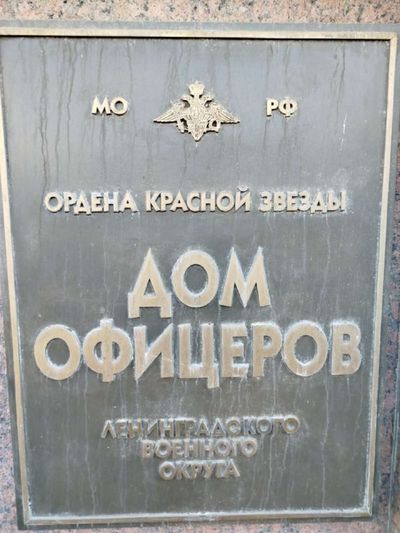 МО РФ
ОРДЕНА КРАСНОЙ ЗВЕЗДЫ
ДОМ
ОФИЦЕРОВ
ЛЕНИНГРАДСКОГО
ВОЕННОГО
ОКРУГА